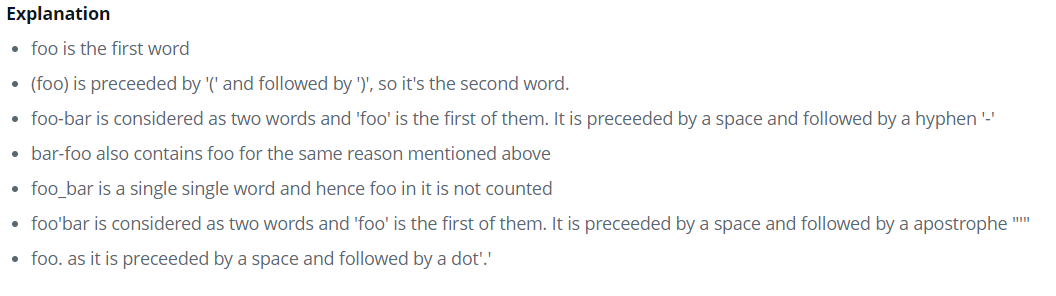 Explanation
• foo is the first word
• (foo) is preceeded by '(' and followed by ')', so it's the second word.
• foo-bar is considered as two words and 'foo' is the first of them. It is preceeded by a space and followed by a hyphen '-'
• bar-foo also contains foo for the same reason mentioned above
• foo_bar is a single single word and hence foo in it is not counted
• foo'bar is considered as two words and 'foo' is the first of them. It is preceeded by a space and followed by a apostrophe "'"
• foo. as it is preceeded by a space and followed by a dot'.'